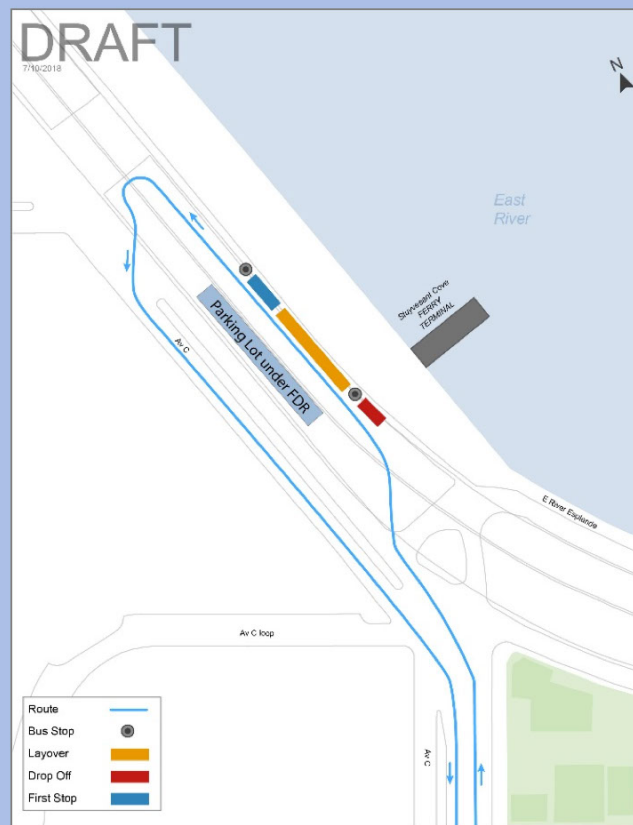 DRAFT
7/10-2018
N
East
River
Stuyvesant Cove
FERRY
TERMINAL
Parking Lot under FDR
Av C
E River Esplande
Av C loop
Av C
Route
Bus Stop
Layover
Drop Off
First Stop